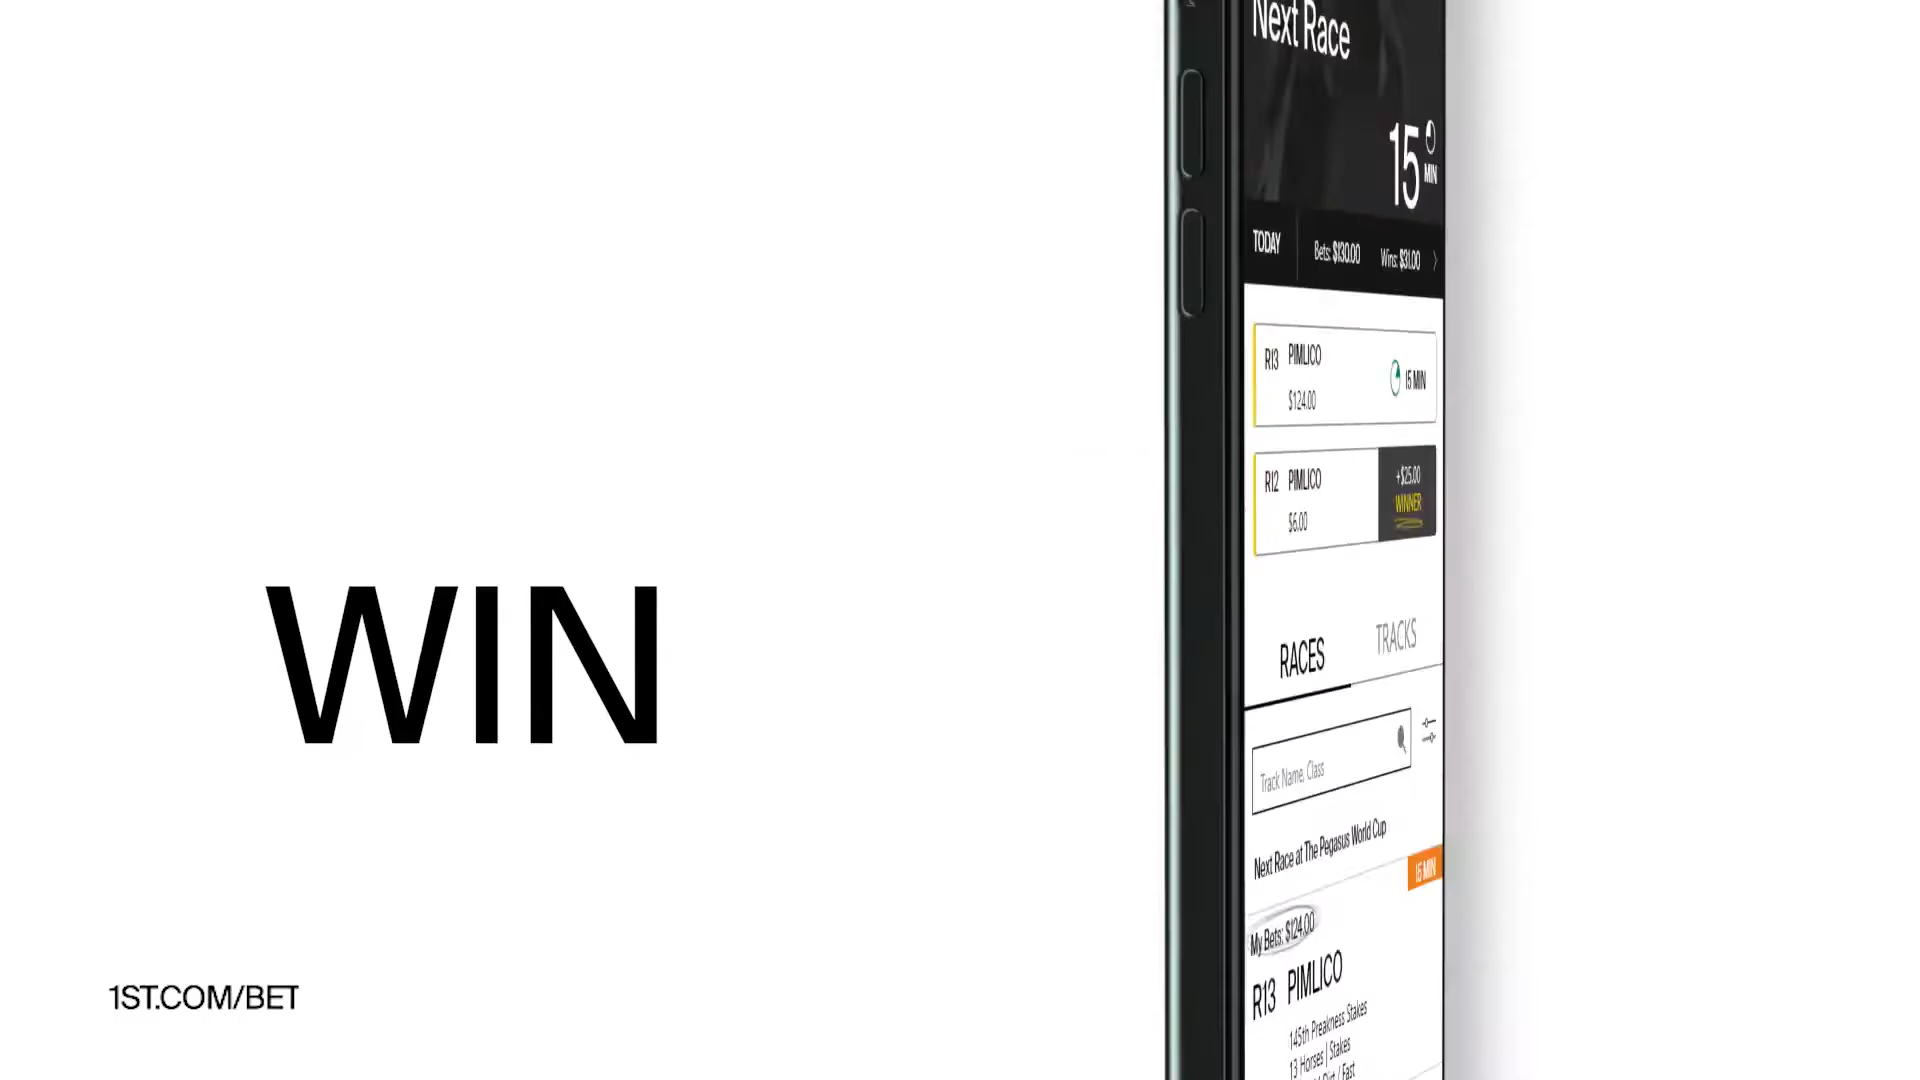 Next Race
15
MIN
TODAY Bets: $130.00 Wins: $31.00
R13 PIMLICO
$124.00
15 MIN
R12 PIMLICO
$6.00
+$25.00
WINNER
RACES TRACKS
Track Name, Class
Next Race at The Pegasus World Cup
15 MIN
My Bets: $124.00
R13 PIMLICO
145th Preakness Stakes
13 Horses | Stakes
Dirt / Fast
WIN
1ST.COM/BET